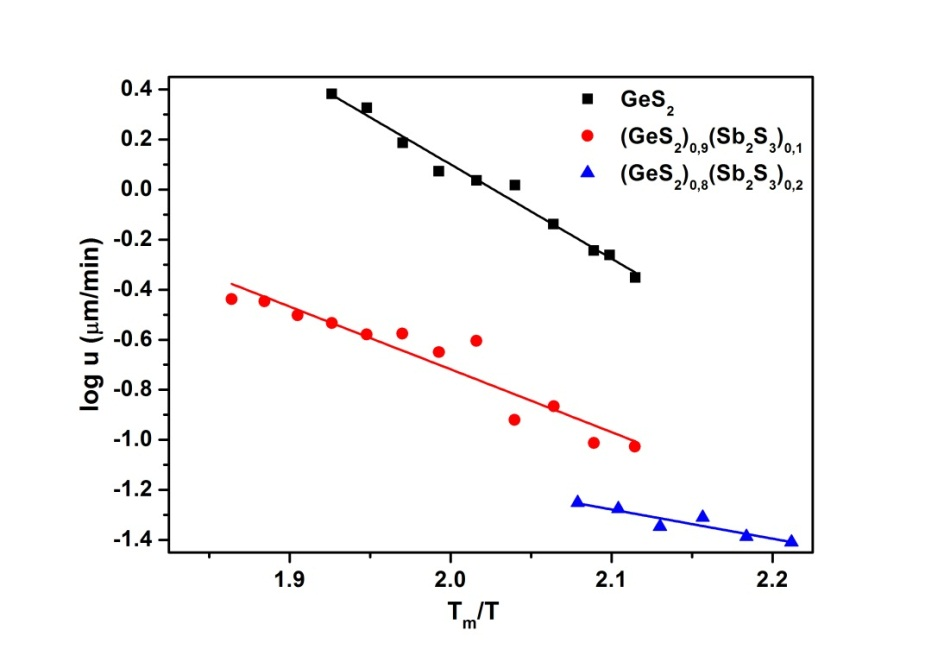 0.4
0.2
0.0
-0.2
-0.4
-0.6
-0.8
-1.0
-1.2
-1.4
log u (μm/min)
GeS2
(GeS2)0,9(Sb2S3)0,1
(GeS2)0,8(Sb2S3)0,2
1.9 2.0 2.1 2.2
Tm/T